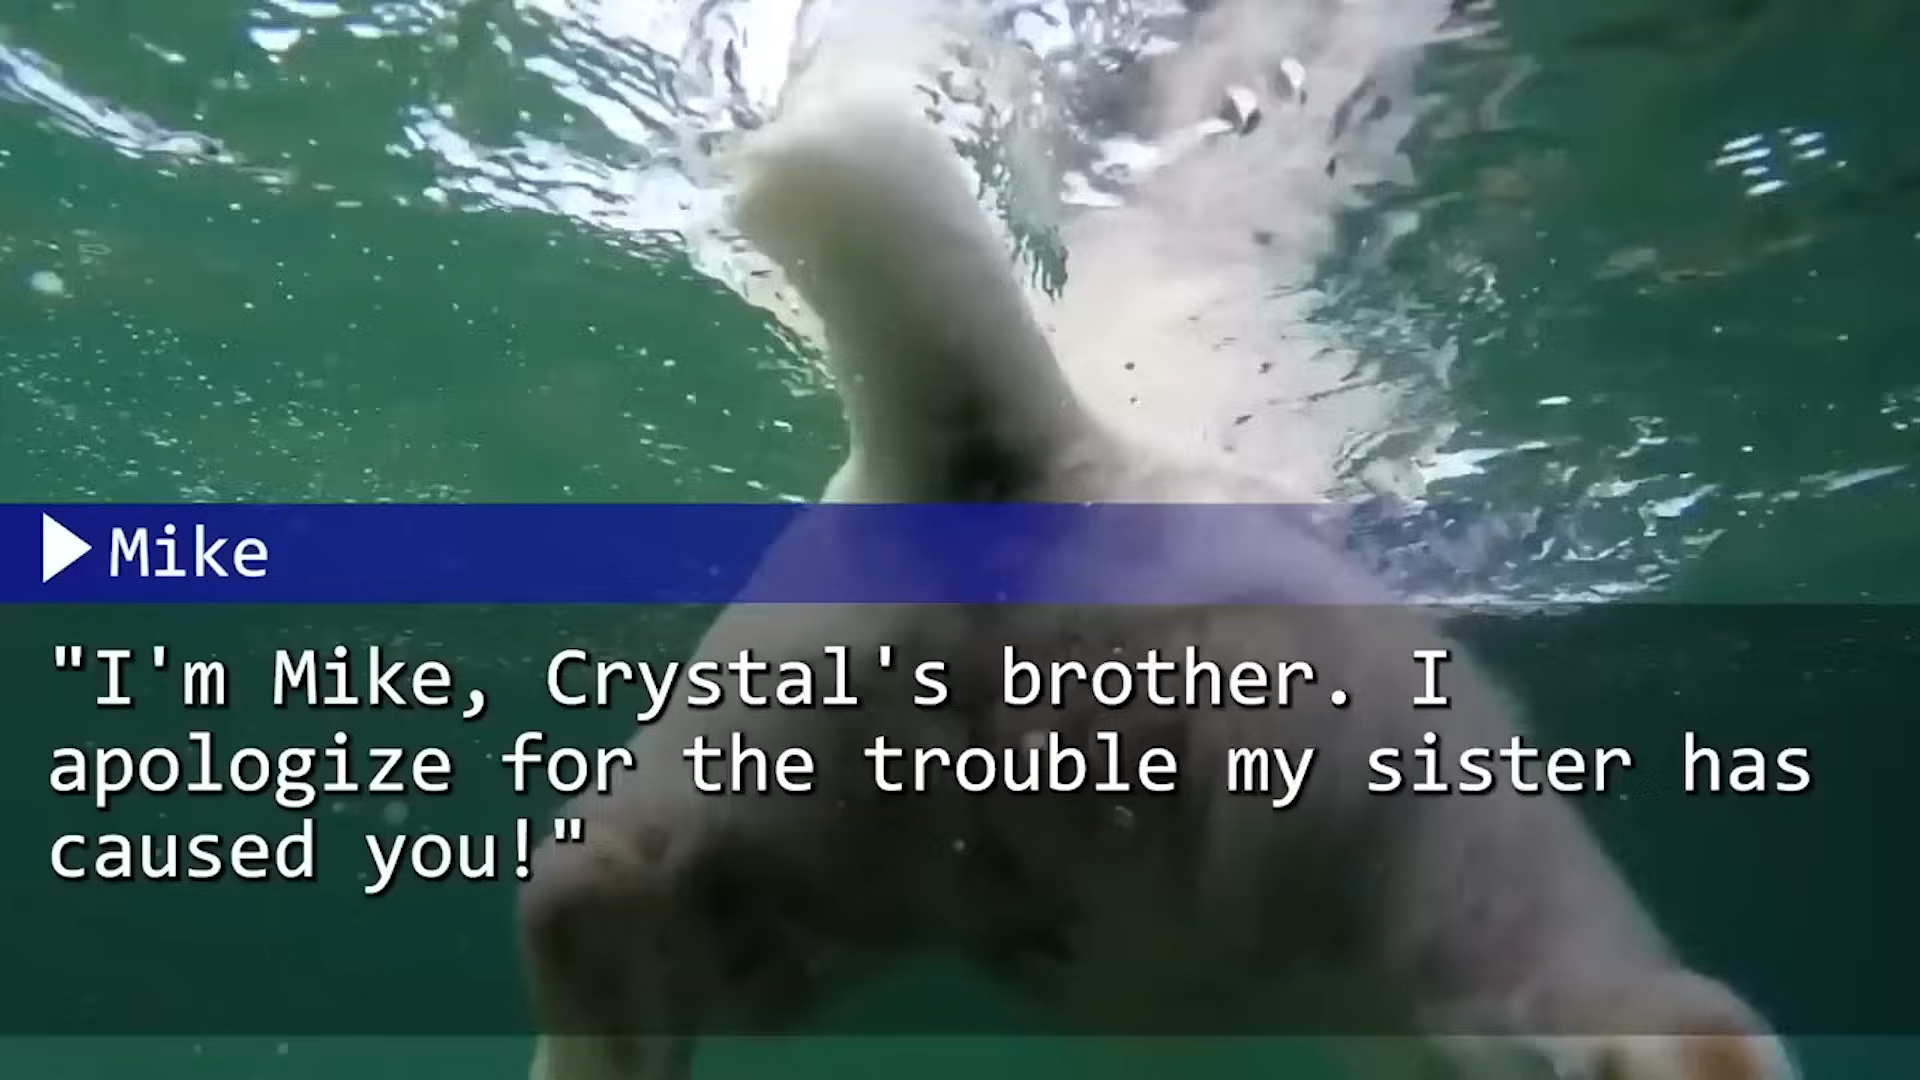 Mike
"I'm Mike, Crystal's brother. I
apologize for the trouble my sister has
caused you!"